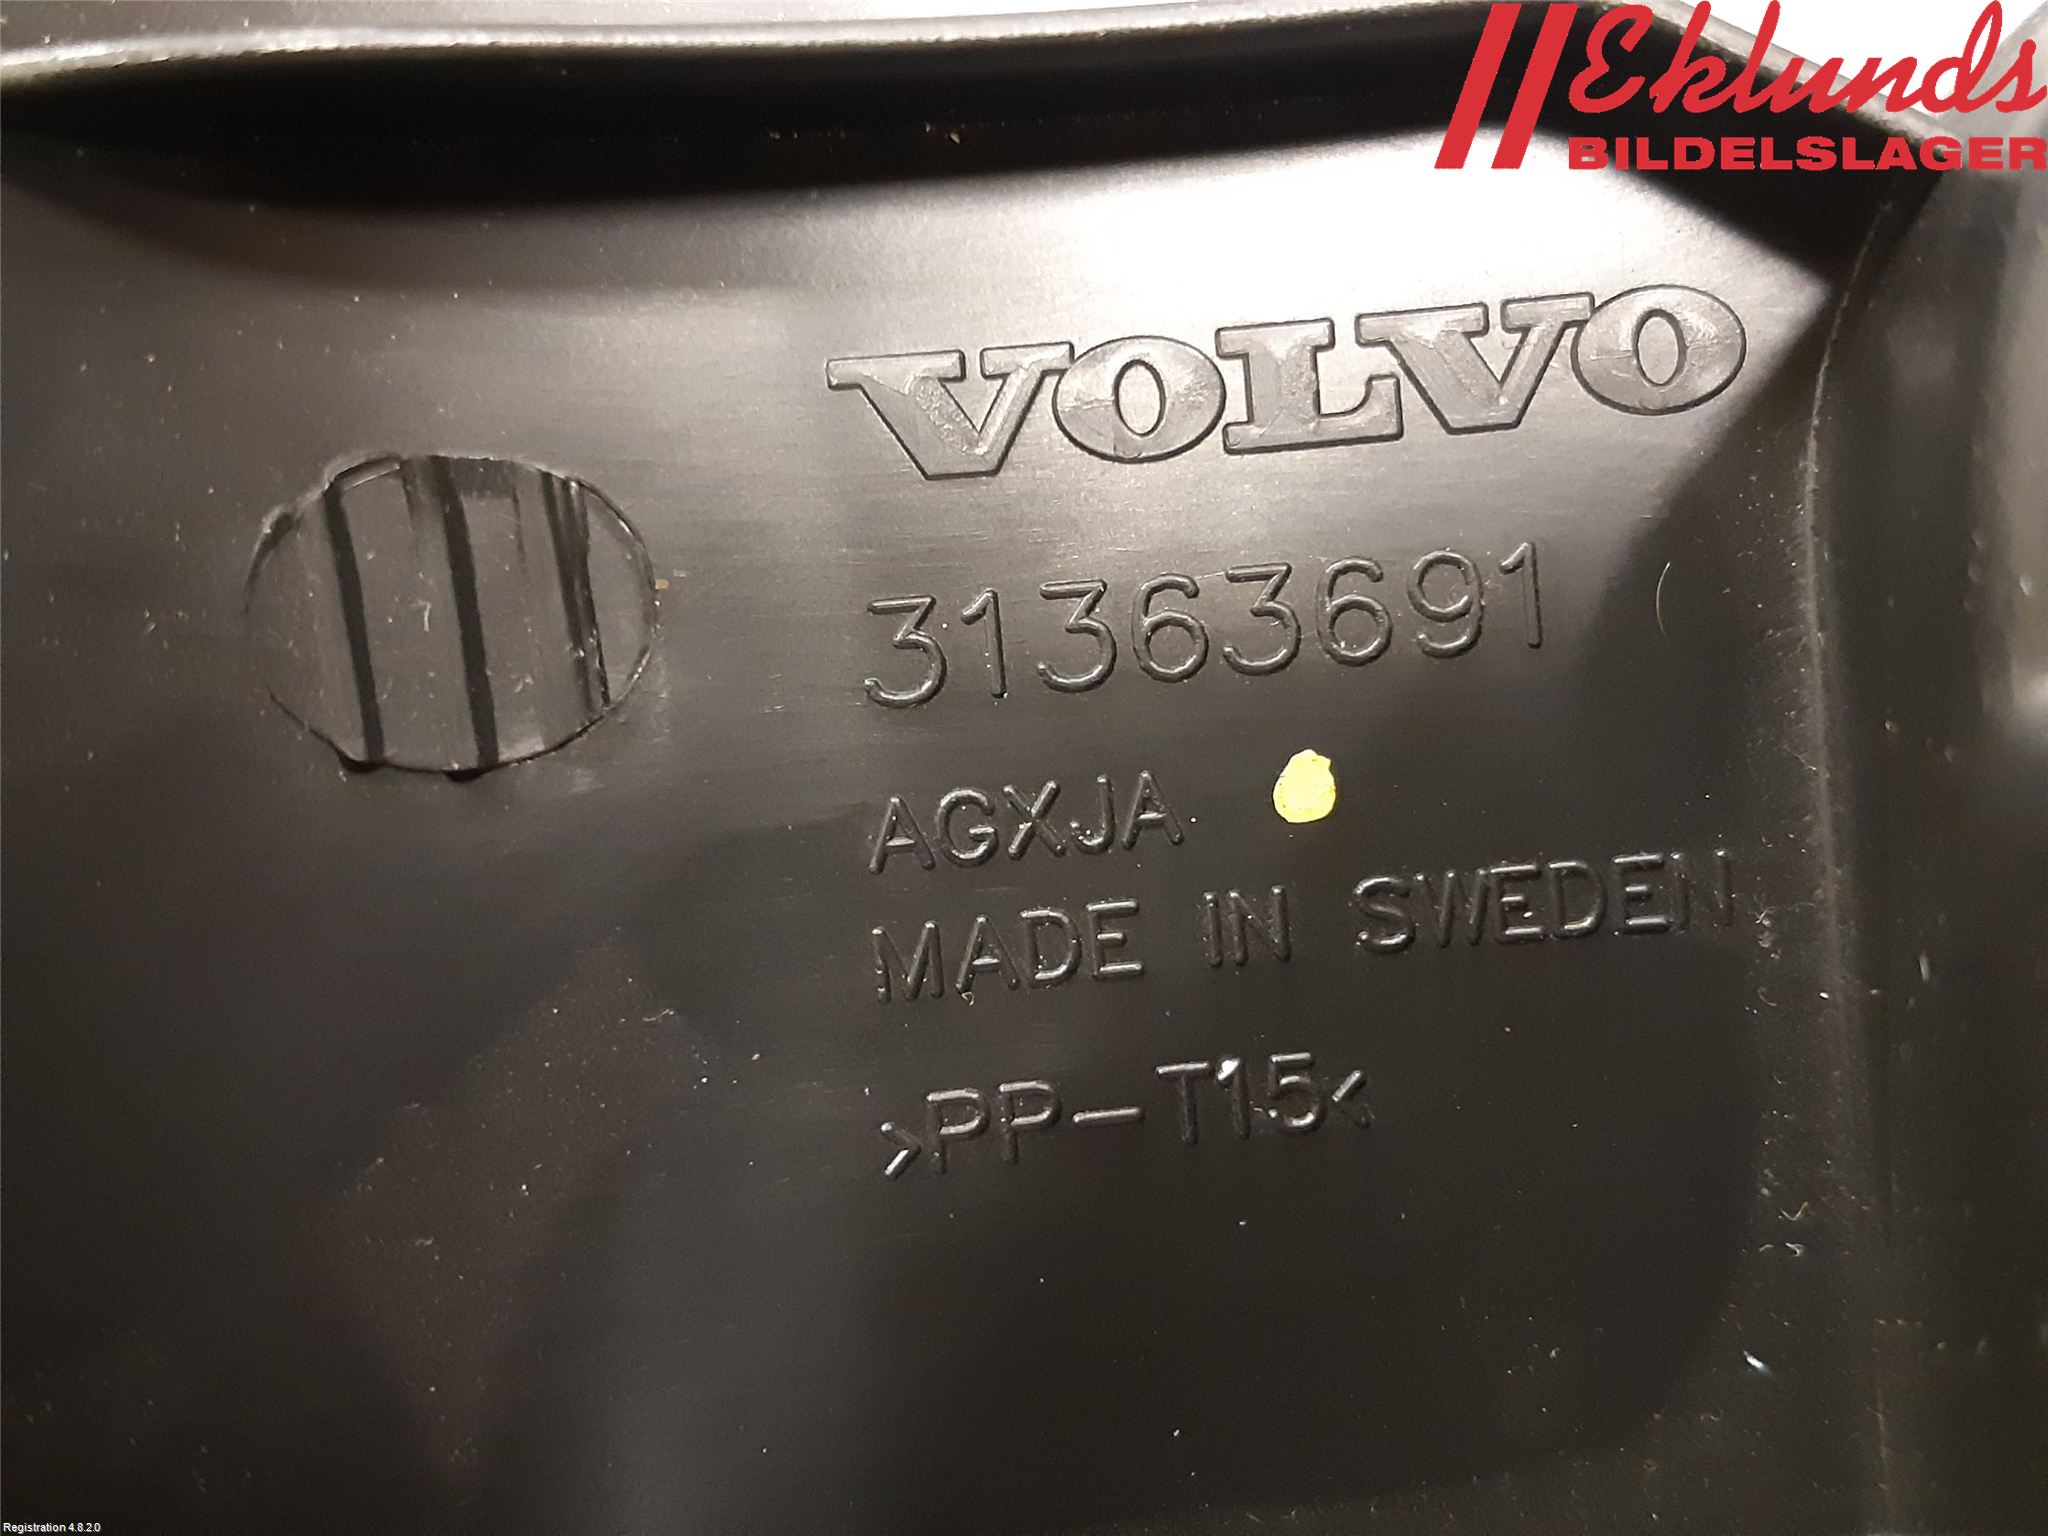 Eklunds
BILDELSLAGER
VOLVO
31363691
AGXJA
MADE IN SWEDEN
>PP-T15<
Registration 4.8.2.0